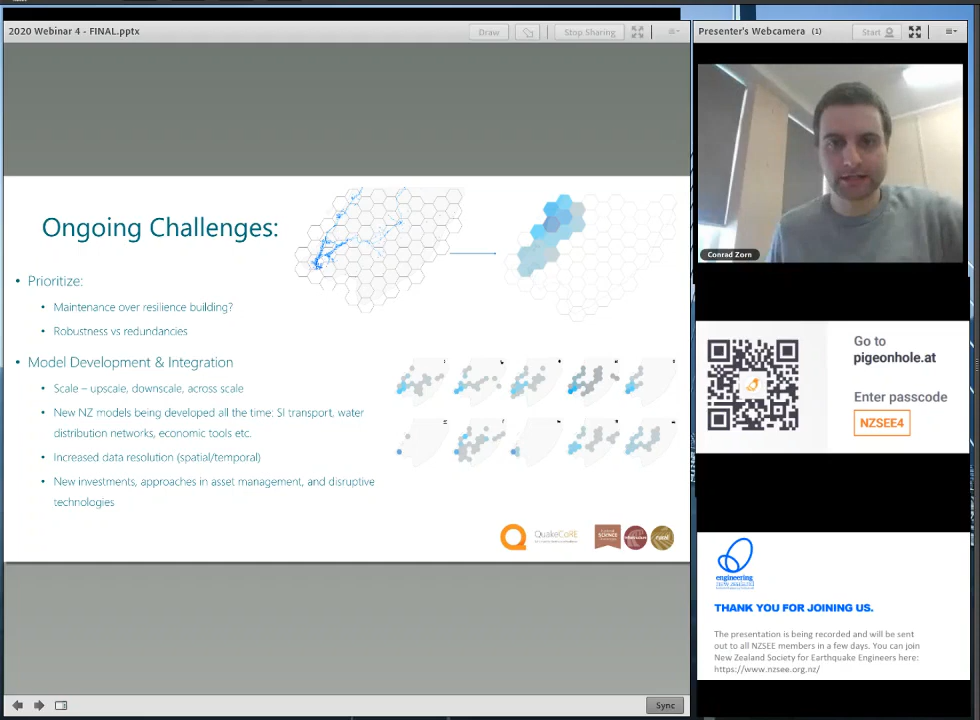 2020 Webinar 4 - FINAL.pptx
Draw
Stop Sharing
Presenter's Webcamera (1)
Start
Ongoing Challenges:
Prioritize:
Maintenance over resilience building?
Robustness vs redundancies
Model Development & Integration
Scale – upscale, downscale, across scale
New NZ models being developed all the time: SI transport, water
distribution networks, economic tools etc.
Increased data resolution (spatial/temporal)
New investments, approaches in asset management, and disruptive
technologies
QuakeCoRE
SCIENCE
Conrad Zorn
Go to
pigeonhole.at
Enter passcode
NZSEE4
engineering
NEW ZEALAND
THANK YOU FOR JOINING US.
The presentation is being recorded and will be sent
out to all NZSEE members in a few days. You can join
New Zealand Society for Earthquake Engineers here:
https://www.nzsee.org.nz/
Sync